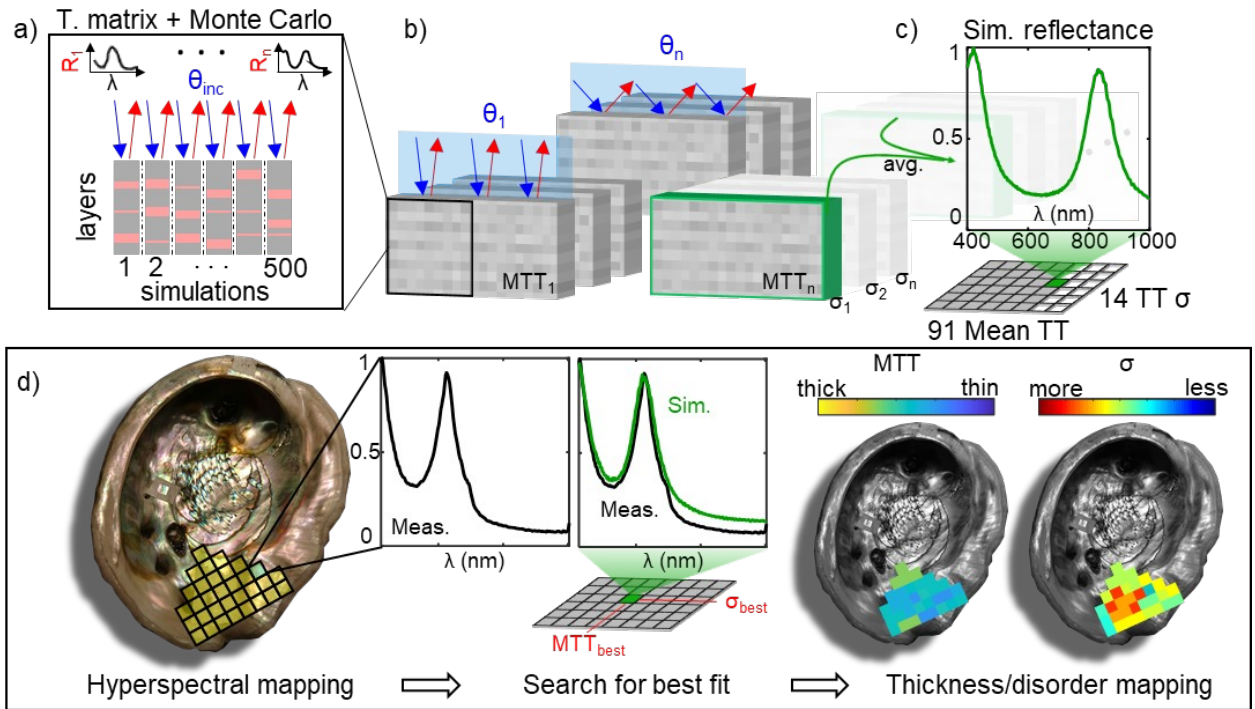 a)
T. matrix + Monte Carlo
R1
λ
· · ·
Rn
λ
θinc
layers
1 2 · · · 500
simulations
b)
θ1
θn
MTT1
MTTn
σ1
σ2
σn
avg.
c)
Sim. reflectance
1
0.5
0
λ (nm)
400 600 800 1000
91 Mean TT
14 TT σ
d)
1
0.5
0
Meas.
λ (nm)
Sim.
Meas.
λ (nm)
σbest
MTTbest
MTT
thick thin
σ
more less
Hyperspectral mapping
Search for best fit
Thickness/disorder mapping